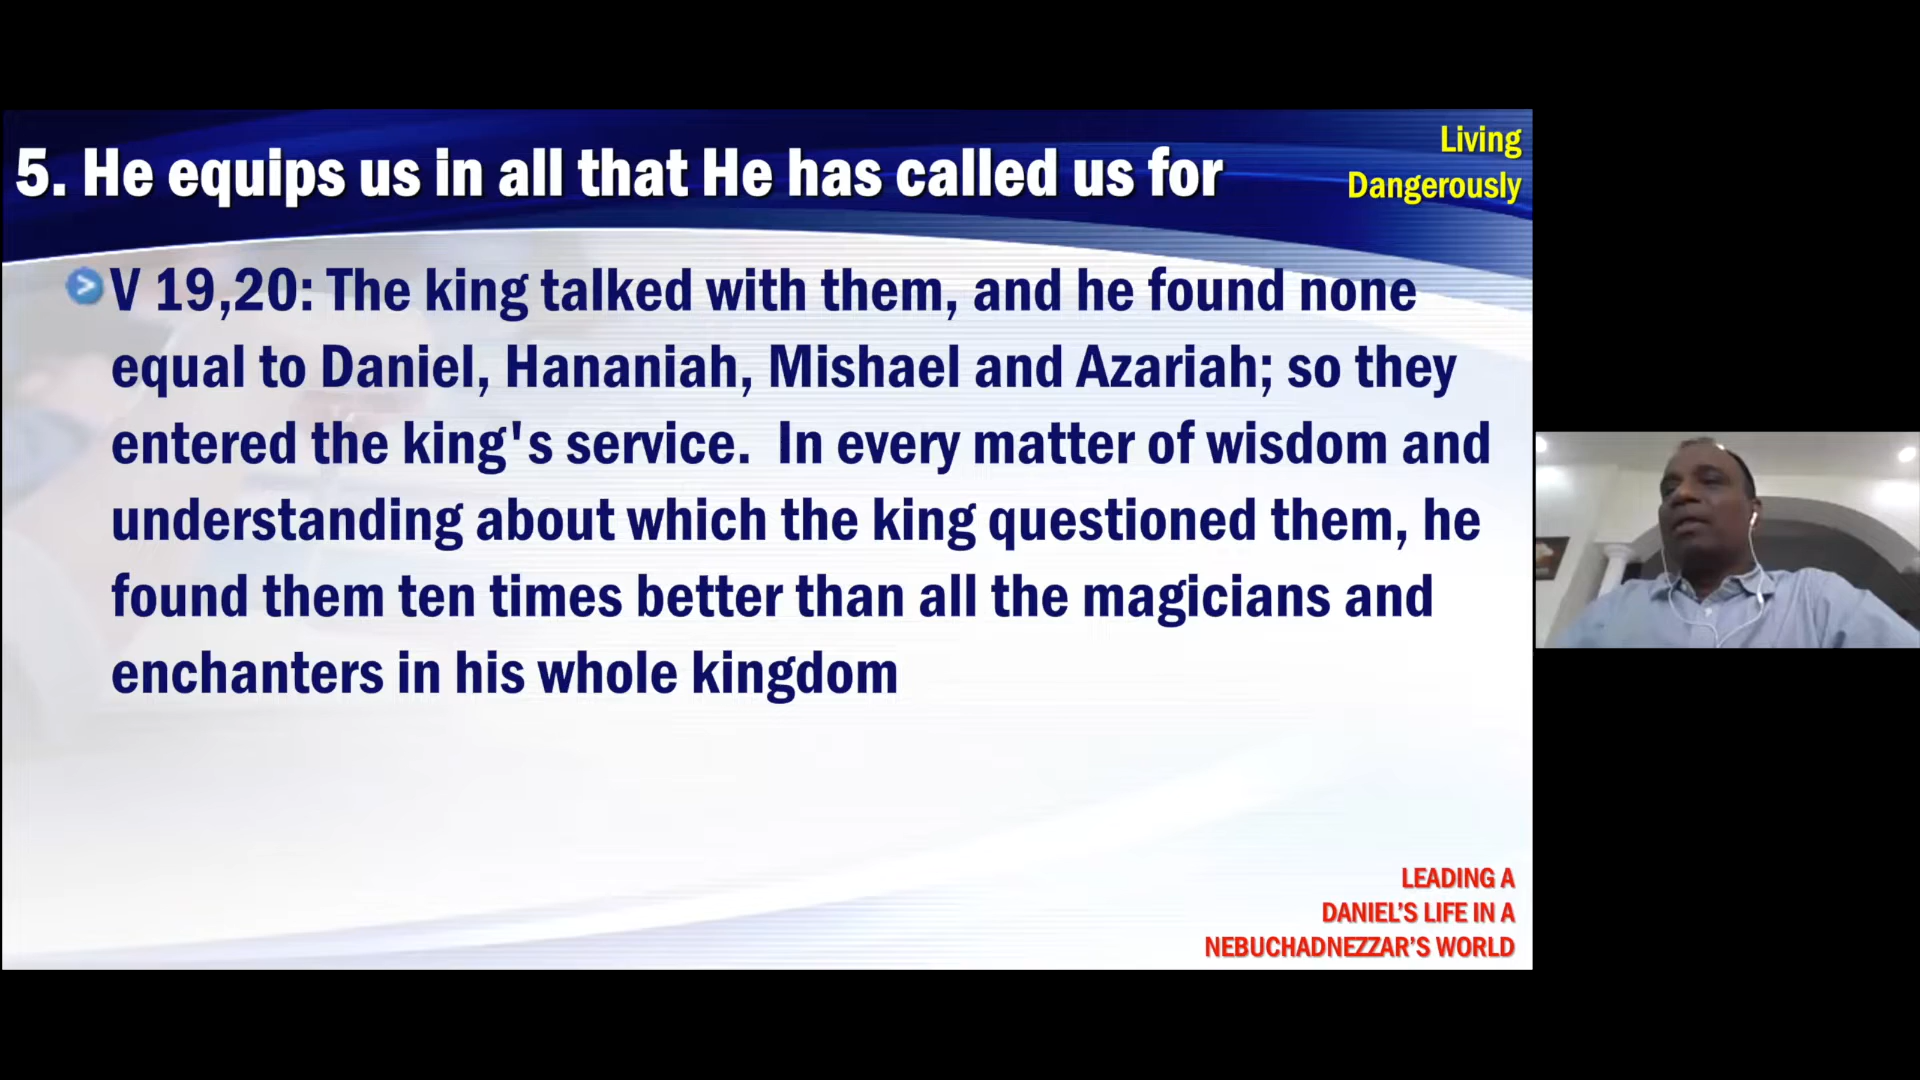 5. He equips us in all that He has called us for
Living
Dangerously
V 19,20: The king talked with them, and he found none
equal to Daniel, Hananiah, Mishael and Azariah; so they
entered the king's service.  In every matter of wisdom and
understanding about which the king questioned them, he
found them ten times better than all the magicians and
enchanters in his whole kingdom
LEADING A
DANIEL’S LIFE IN A
NEBUCHADNEZZAR’S WORLD